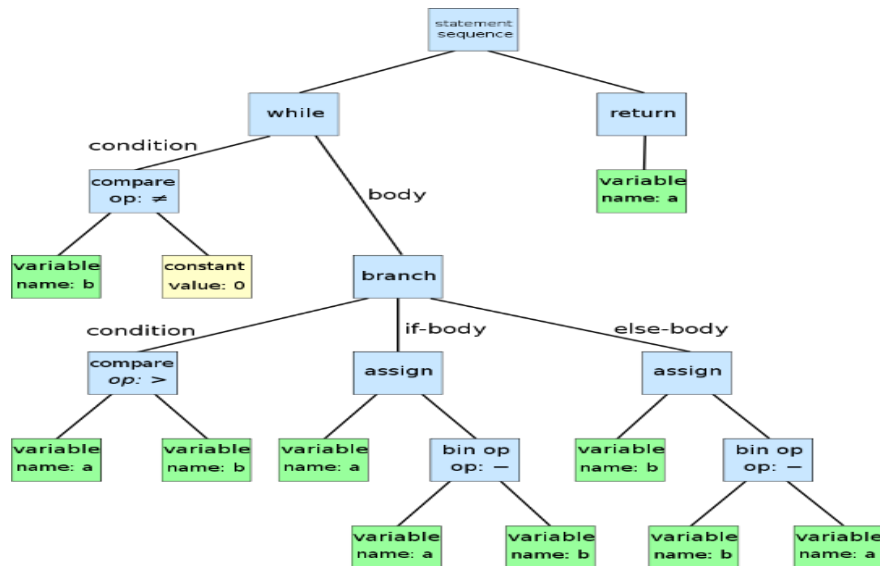 statement
sequence
while
return
condition
body
compare
op: ≠
variable
name: a
variable
name: b
constant
value: 0
branch
condition
if-body
else-body
compare
op: >
assign
assign
variable
name: a
variable
name: b
variable
name: a
bin op
op: −
variable
name: b
bin op
op: −
variable
name: a
variable
name: b
variable
name: b
variable
name: a